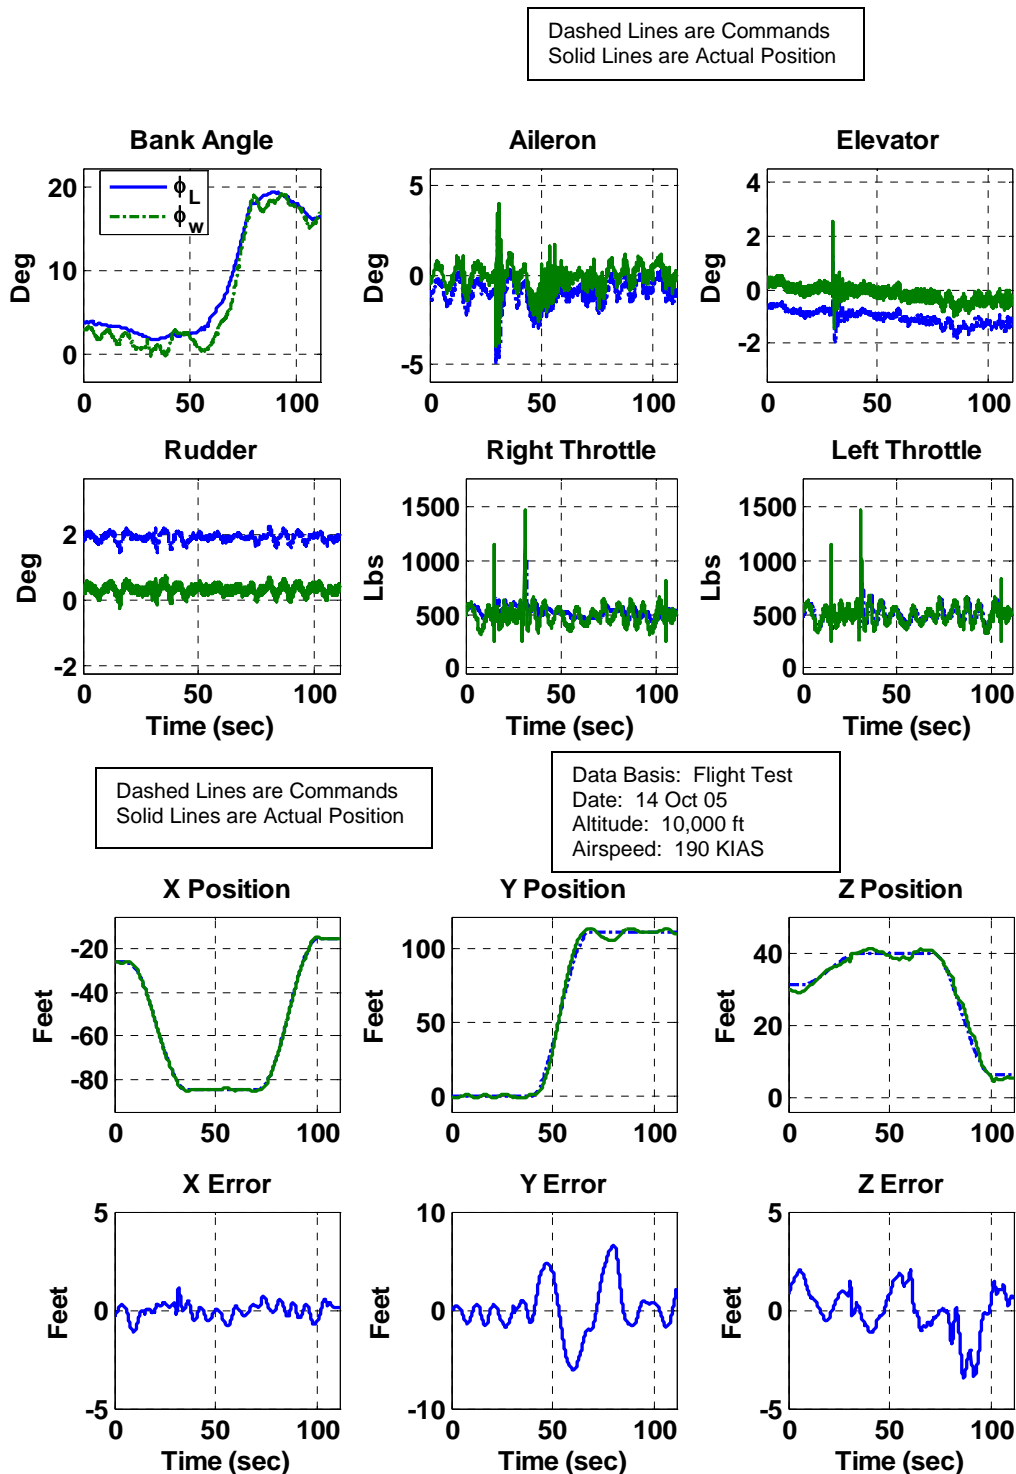 Dashed Lines are Commands
Solid Lines are Actual Position
Bank Angle
Aileron
Elevator
20
10
0
Deg
ϕL
ϕw
0 50 100
5
0
-5
Deg
0 50 100
4
2
0
-2
Deg
0 50 100
Rudder
Right Throttle
Left Throttle
2
0
-2
Deg
0 50 100
Time (sec)
1500
1000
500
0
Lbs
0 50 100
Time (sec)
1500
1000
500
0
Lbs
0 50 100
Time (sec)
Dashed Lines are Commands
Solid Lines are Actual Position
Data Basis: Flight Test
Date: 14 Oct 05
Altitude: 10,000 ft
Airspeed: 190 KIAS
X Position
Y Position
Z Position
-20
-40
-60
-80
Feet
0 50 100
100
50
0
Feet
0 50 100
40
20
0
Feet
0 50 100
X Error
Y Error
Z Error
5
0
-5
Feet
0 50 100
Time (sec)
10
0
-10
Feet
0 50 100
Time (sec)
5
0
-5
Feet
0 50 100
Time (sec)